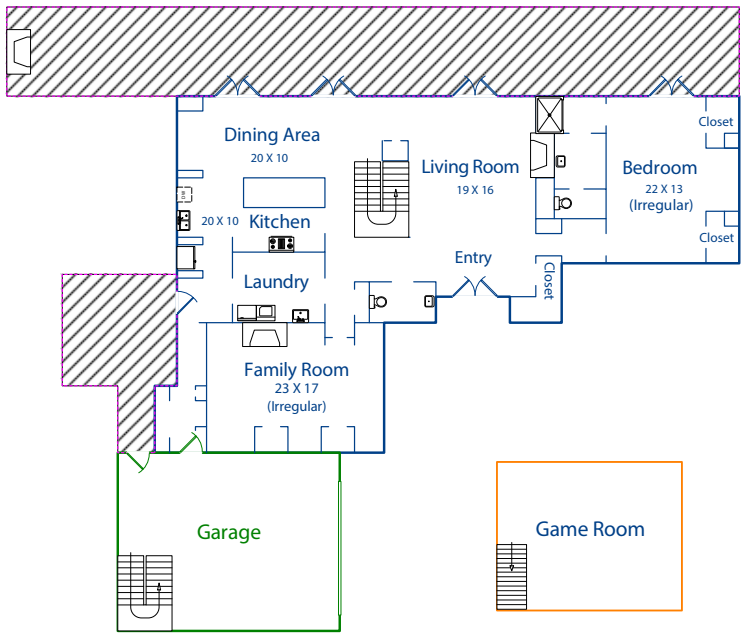 Closet
Dining Area
20 X 10
Living Room
19 X 16
Bedroom
22 X 13
(Irregular)
20 X 10
Kitchen
Closet
Entry
Laundry
Closet
Family Room
23 X 17
(Irregular)
Garage
Game Room